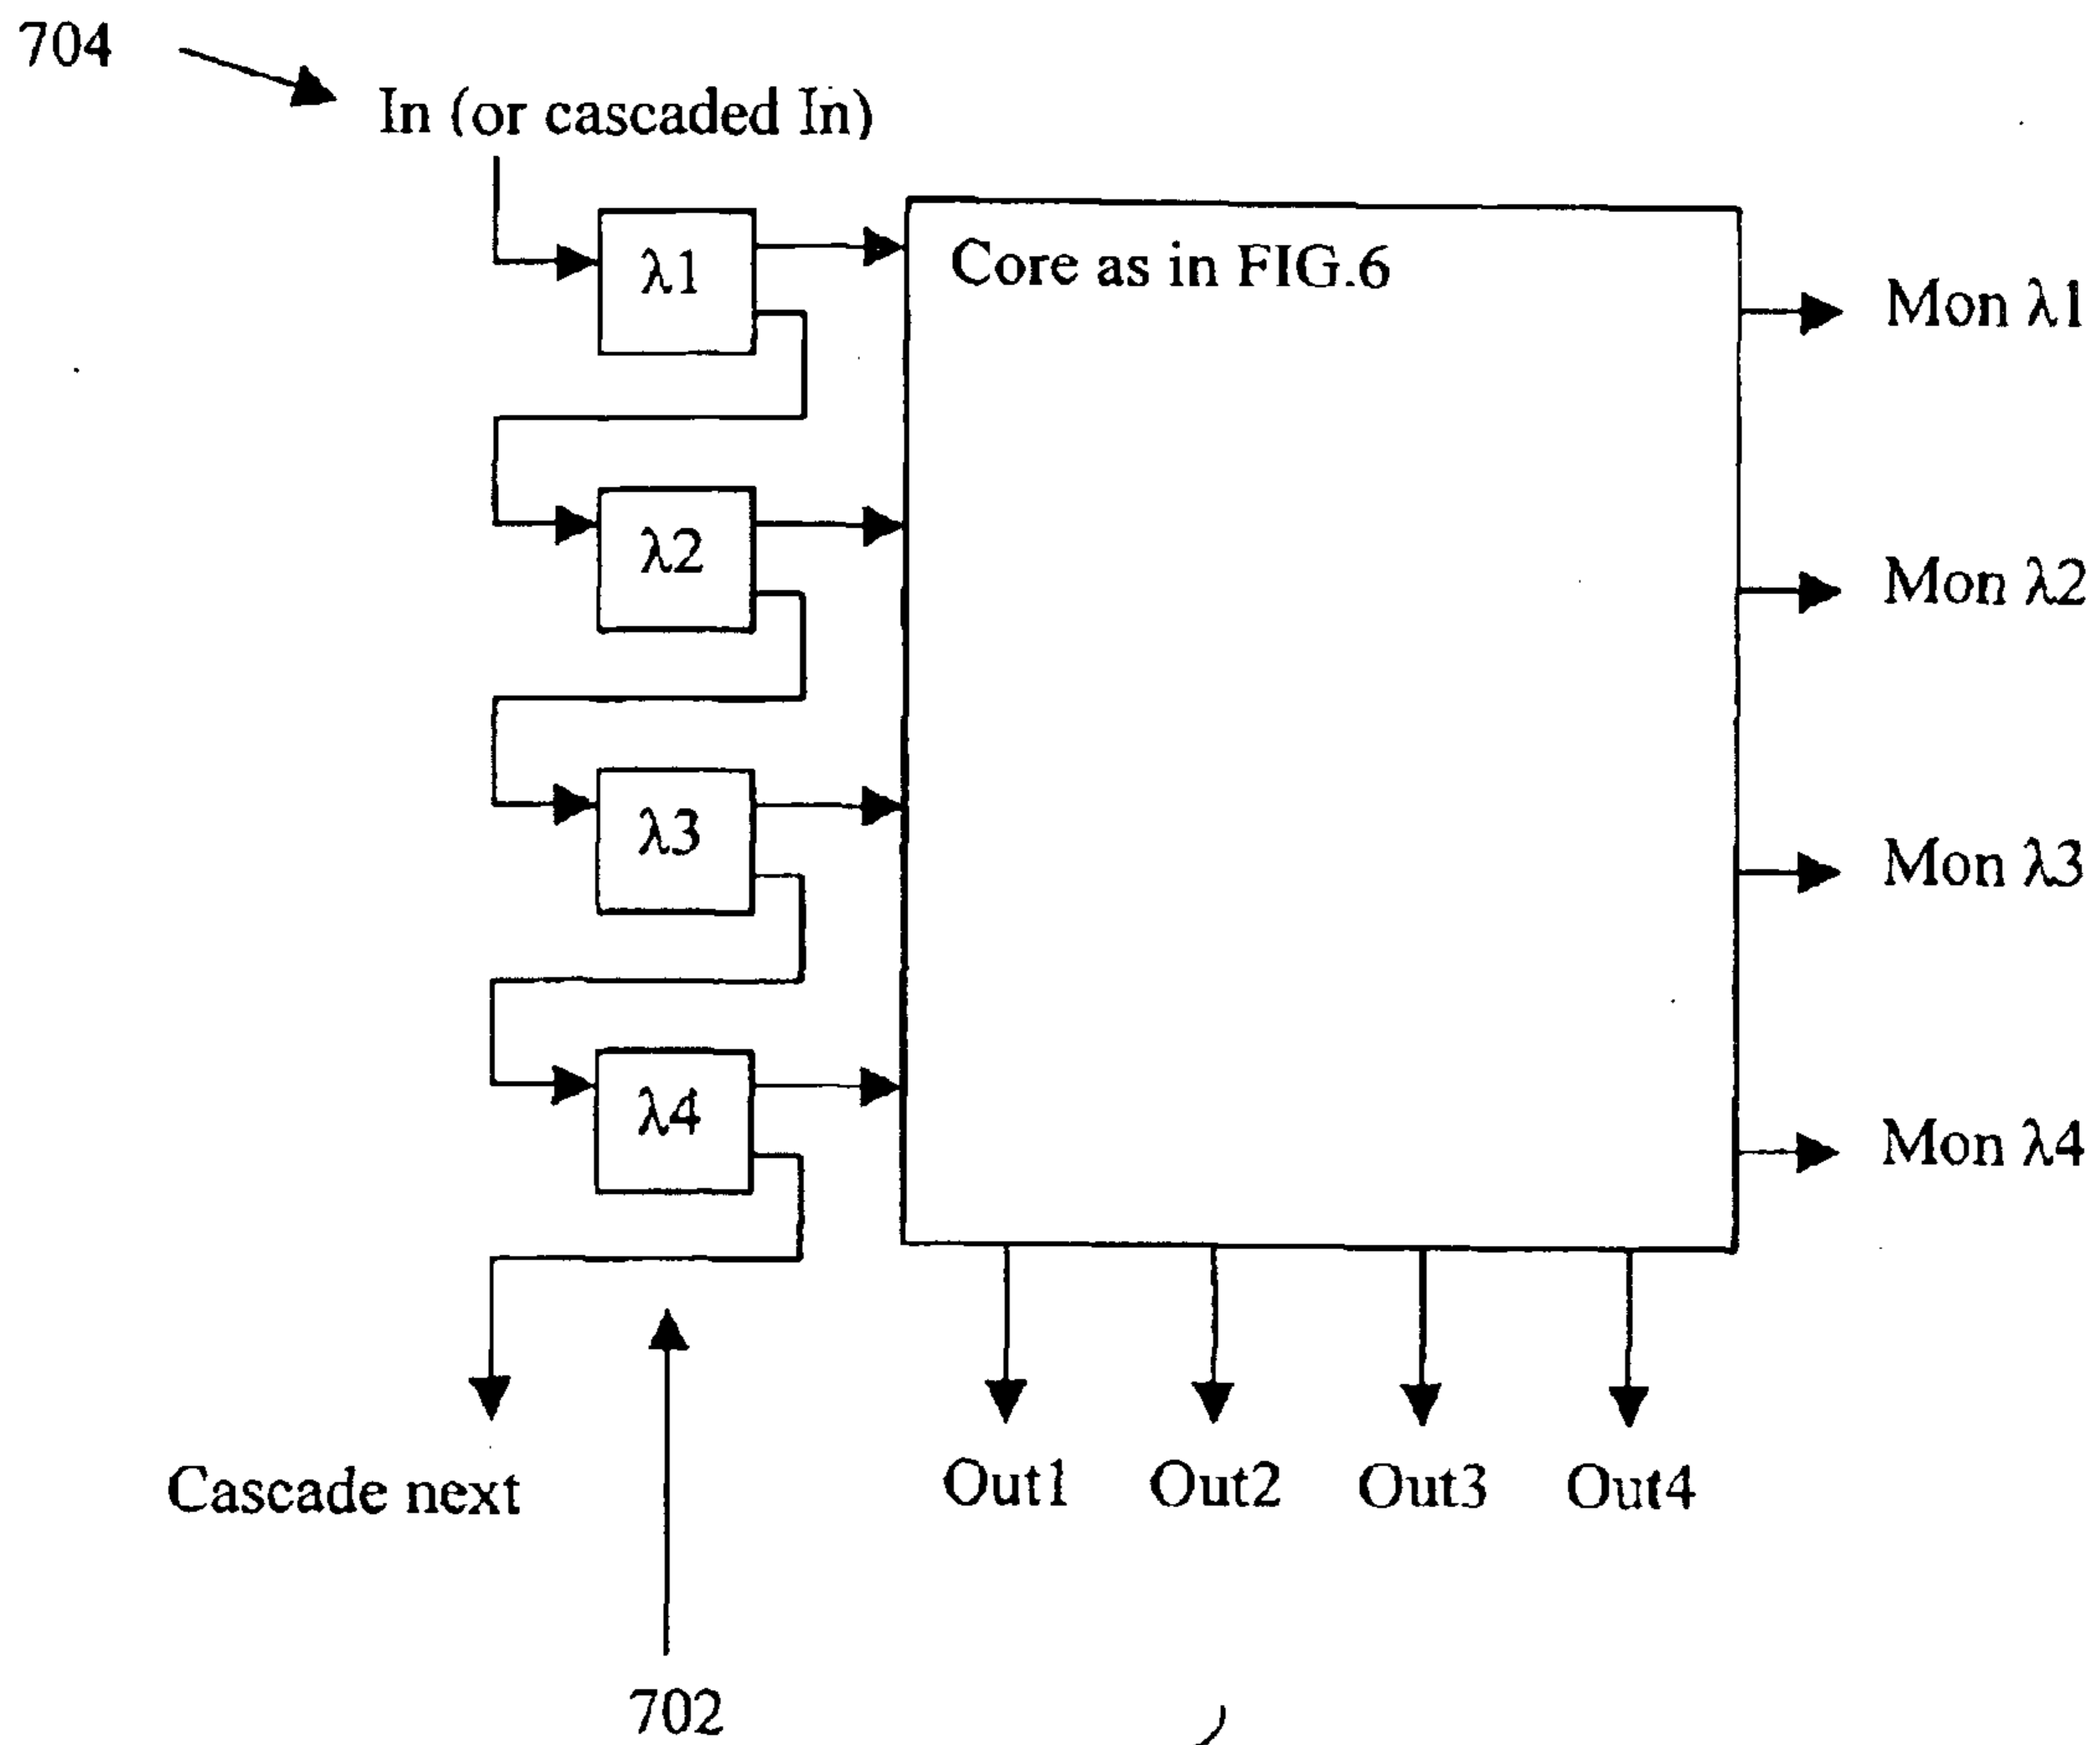 704
In (or cascaded In)
λ1
Core as in FIG.6
Mon λ1
λ2
Mon λ2
λ3
Mon λ3
λ4
Mon λ4
Cascade next
Out1
Out2
Out3
Out4
702